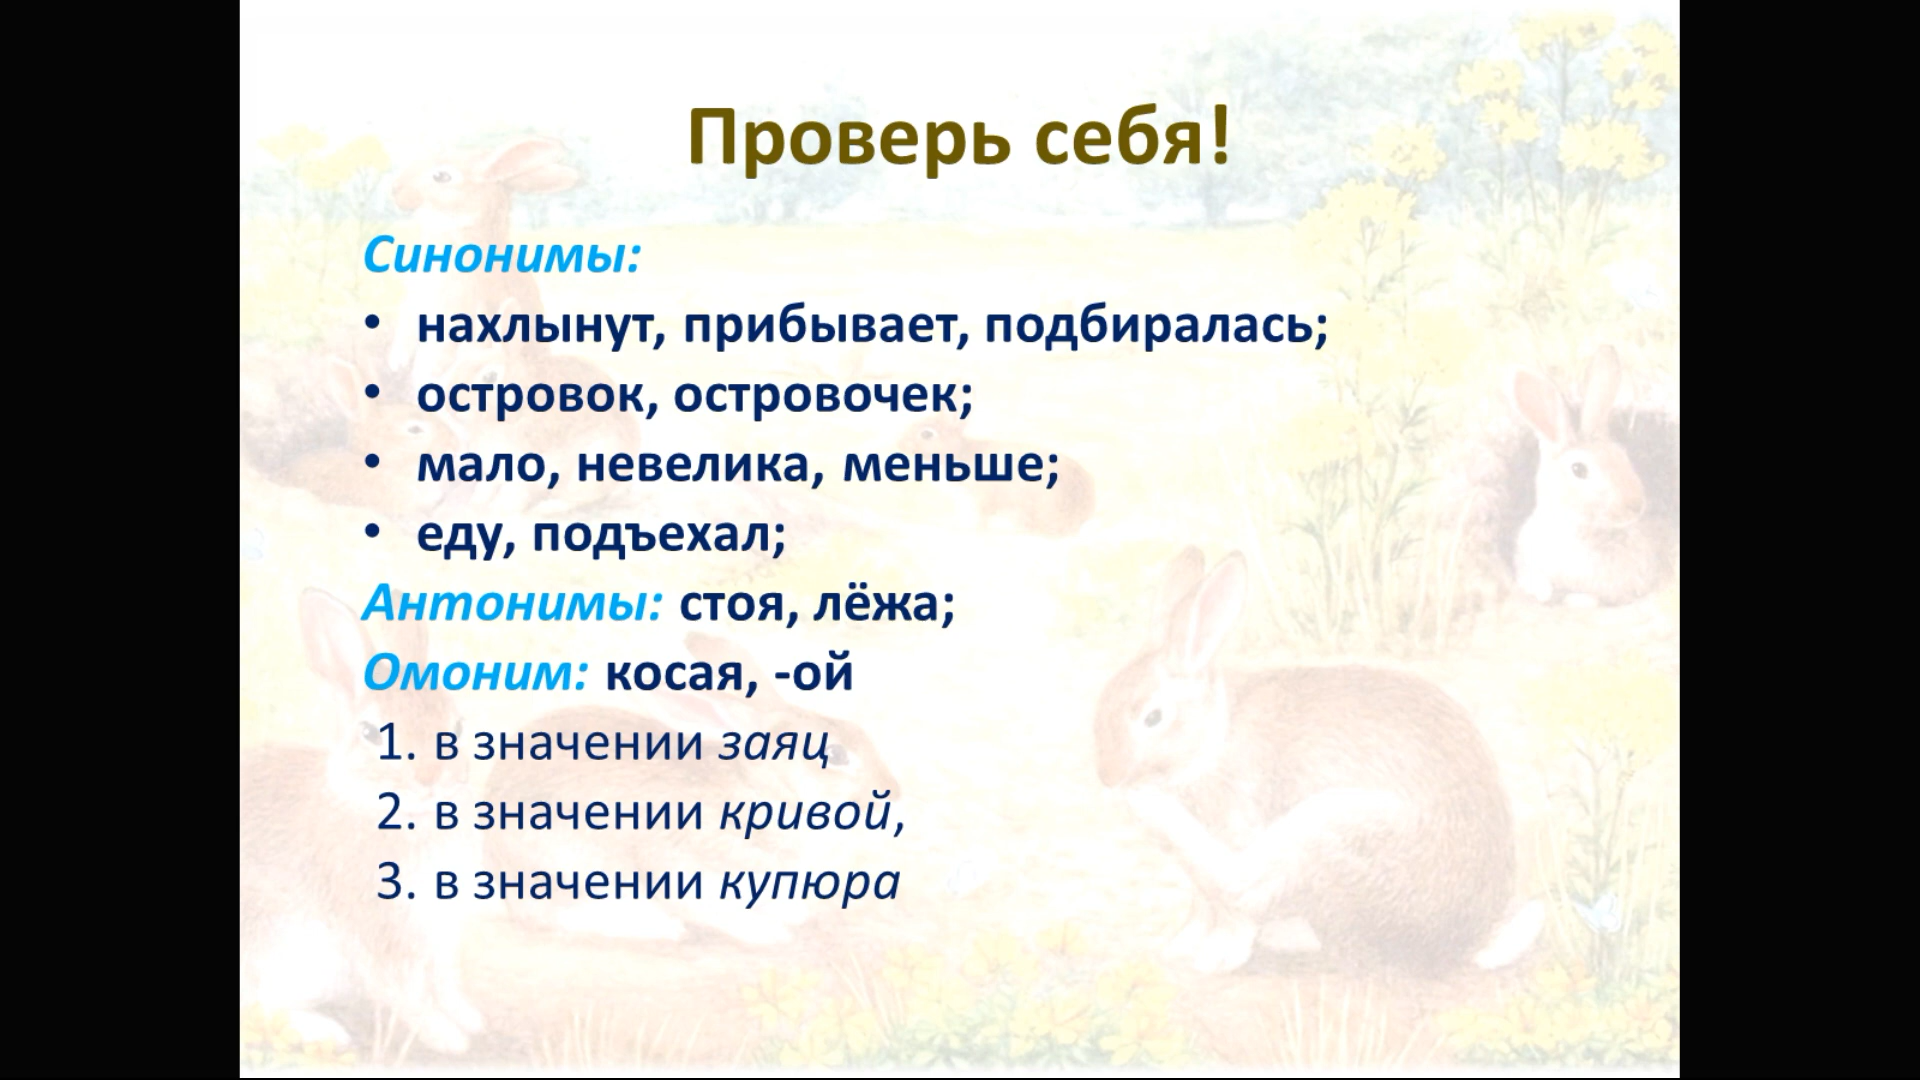 Проверь себя!
Синонимы:
• нахлынут, прибывает, подбиралась;
• островок, островочек;
• мало, невелика, меньше;
• еду, подъехал;
Антонимы: стоя, лёжа;
Омоним: косая, -ой
1. в значении заяц
2. в значении кривой,
3. в значении купюра